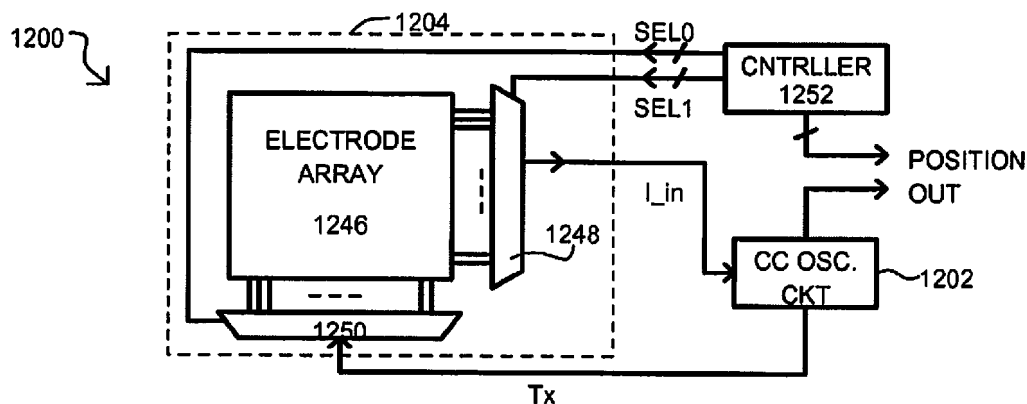 1200
1204
SEL0
SEL1
CNTRLLER
1252
ELECTRODE
ARRAY
1246
1248
1250
I_in
POSITION
OUT
CC OSC.
CKT
1202
Tx